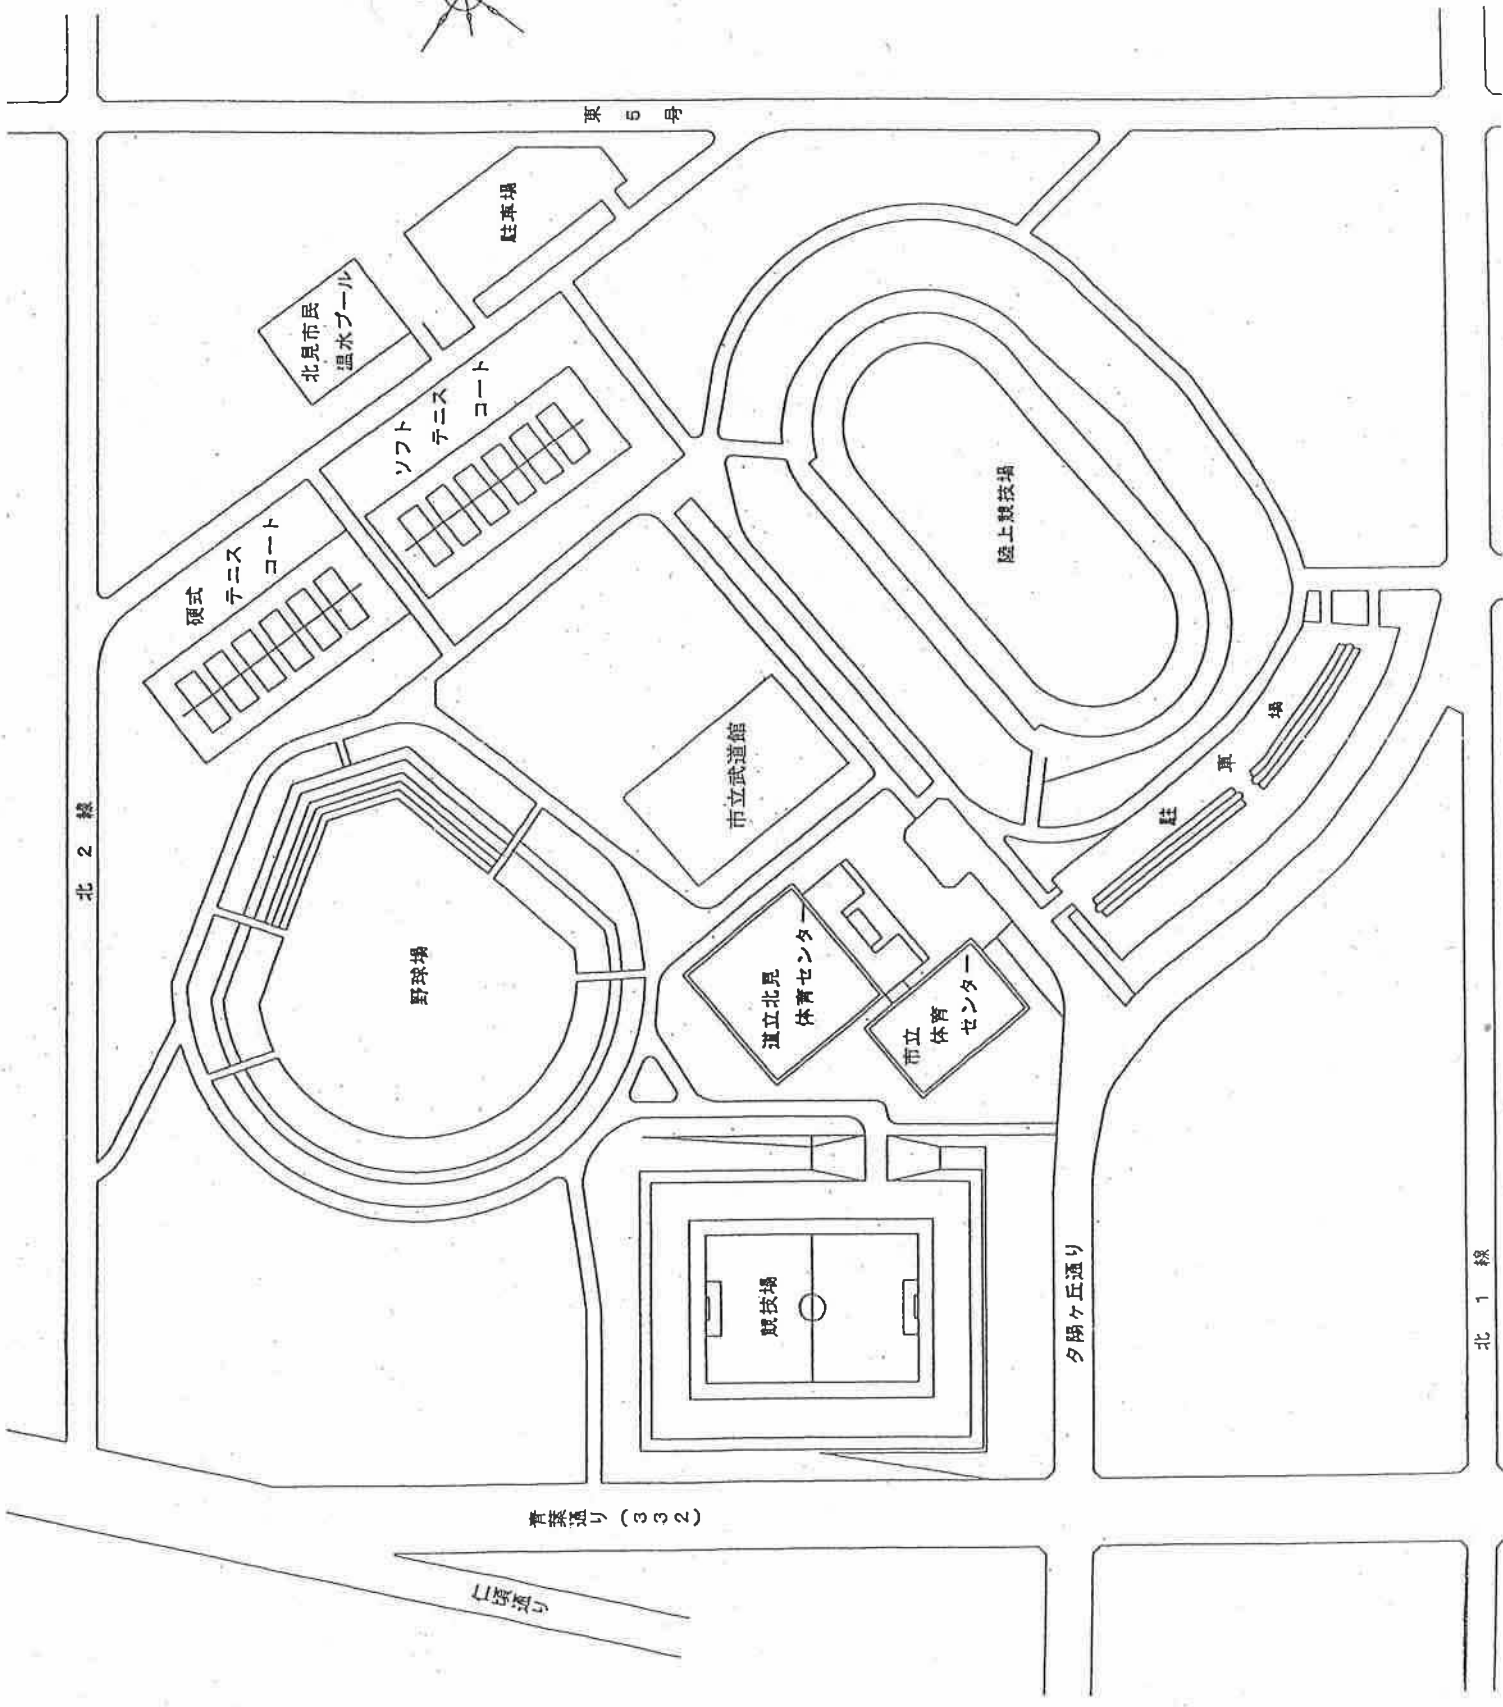 東5号
駐車場
北見市民
温水プール
ソフト
テニス
コート
硬式
テニス
コート
北2線
陸上競技場
市立武道館
駐車場
野球場
道立北見
体育センター
市立
体育
センター
競技場
夕陽ヶ丘通り
北1線
青葉通り(332)
仁頃通り